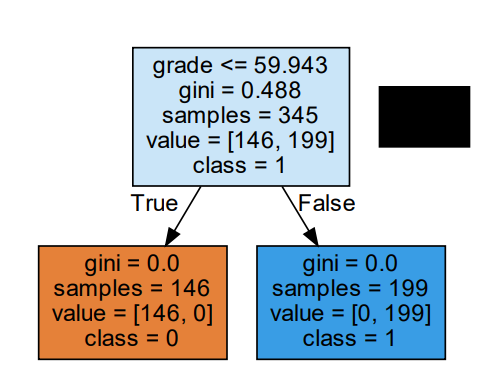 grade <= 59.943
gini = 0.488
samples = 345
value = [146, 199]
class = 1
True
False
gini = 0.0
samples = 146
value = [146, 0]
class = 0
gini = 0.0
samples = 199
value = [0, 199]
class = 1